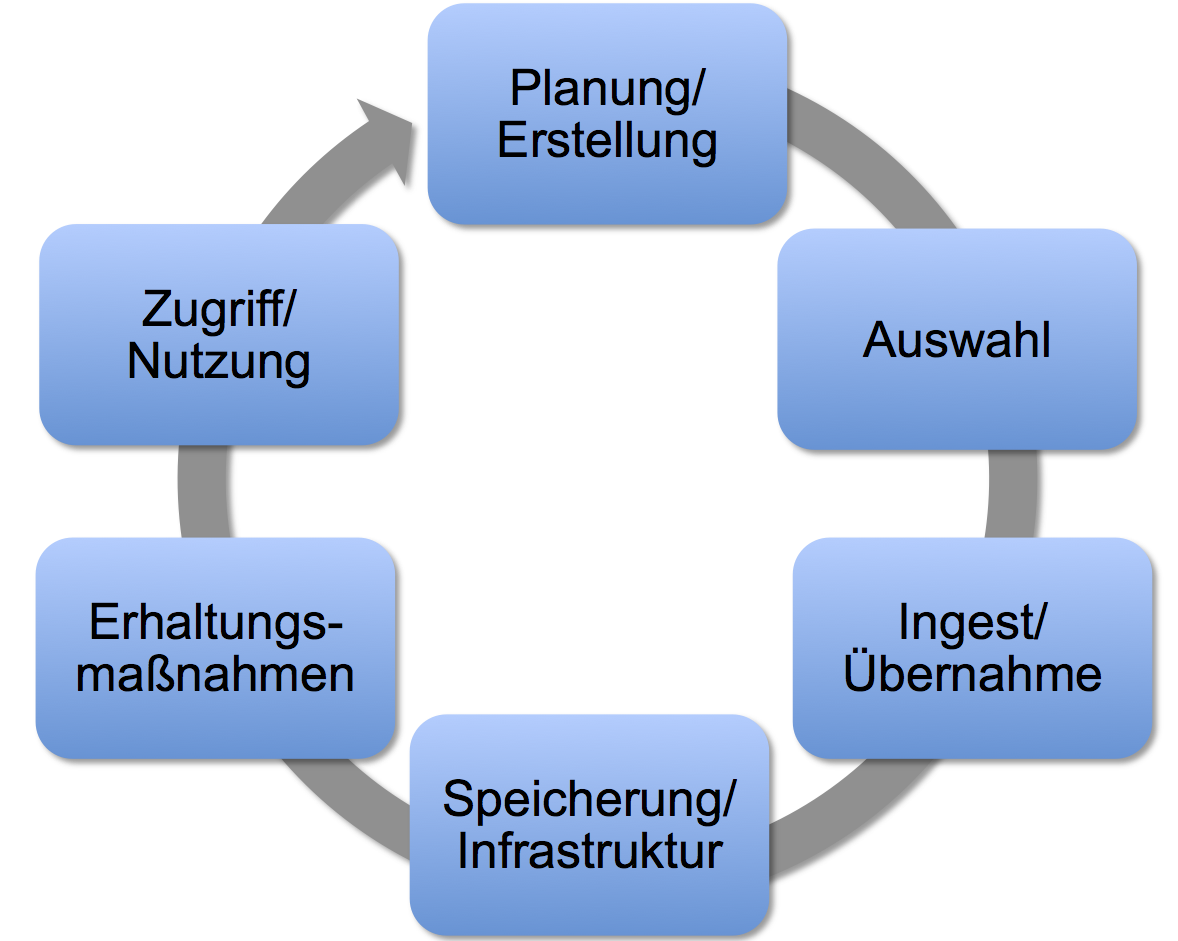 Planung/
Erstellung
Auswahl
Ingest/
Übernahme
Speicherung/
Infrastruktur
Erhaltungs-
maßnahmen
Zugriff/
Nutzung